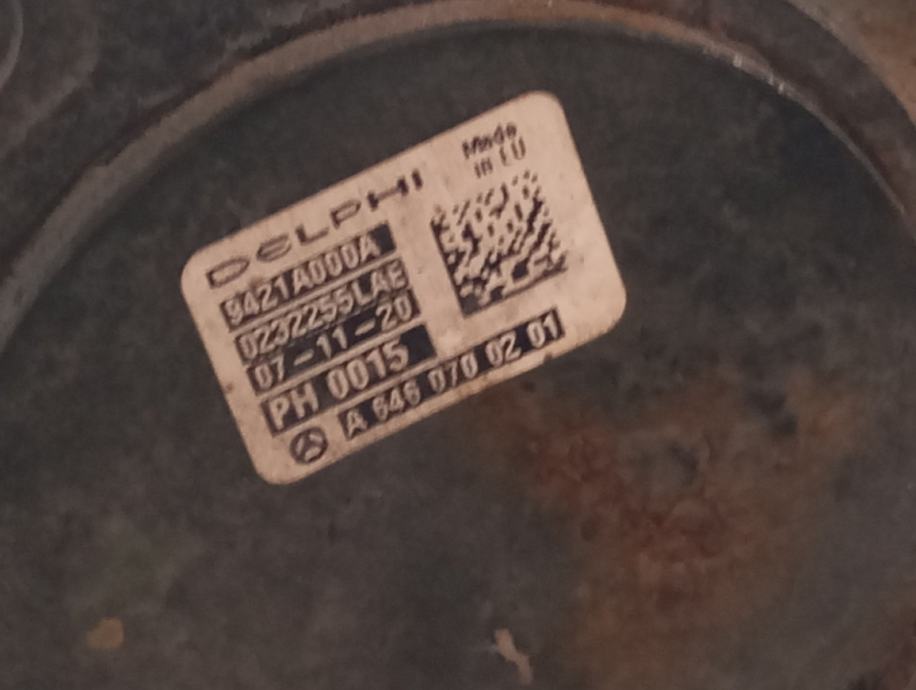 DELPHI
Made
in EU
9421A000A
0232255LAE
07-11-20
PH 0015
A 646 070 02 01